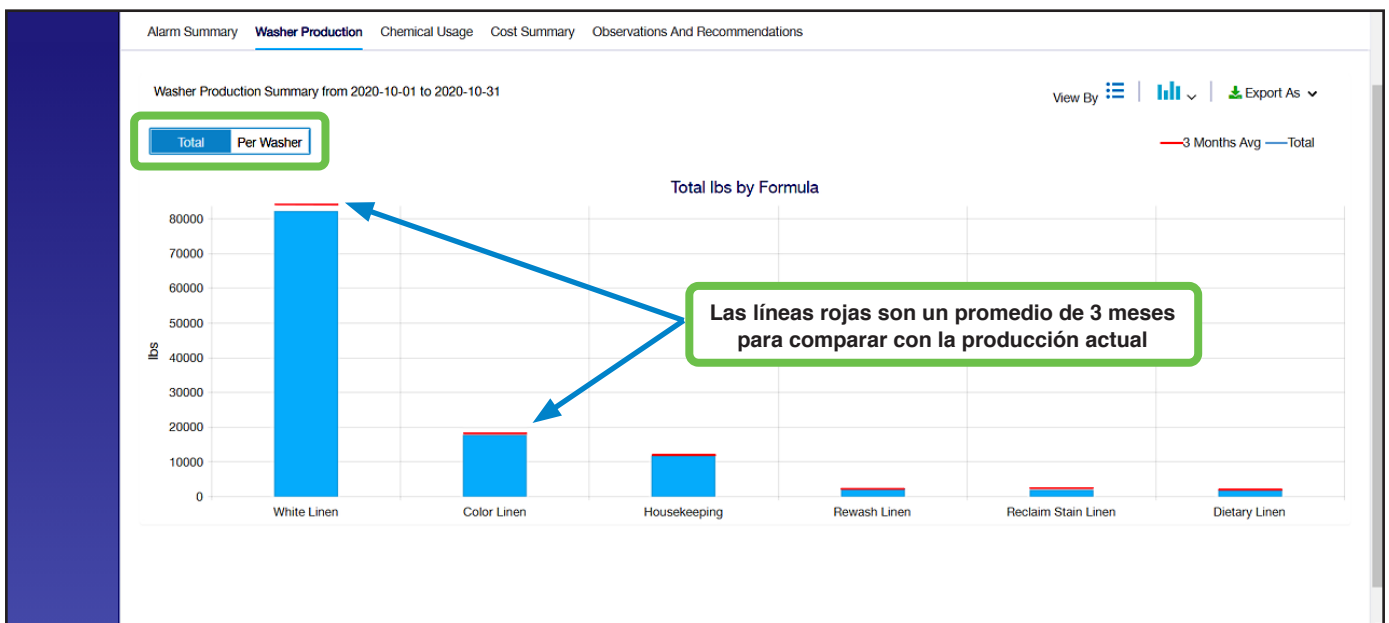 Alarm Summary Washer Production Chemical Usage Cost Summary Observations And Recommendations
Washer Production Summary from 2020-10-01 to 2020-10-31
View By
Export As
Total Per Washer
3 Months Avg Total
Total lbs by Formula
80000
70000
60000
50000
40000
30000
20000
10000
0
lbs
Las líneas rojas son un promedio de 3 meses
para comparar con la producción actual
White Linen Color Linen Housekeeping Rewash Linen Reclaim Stain Linen Dietary Linen